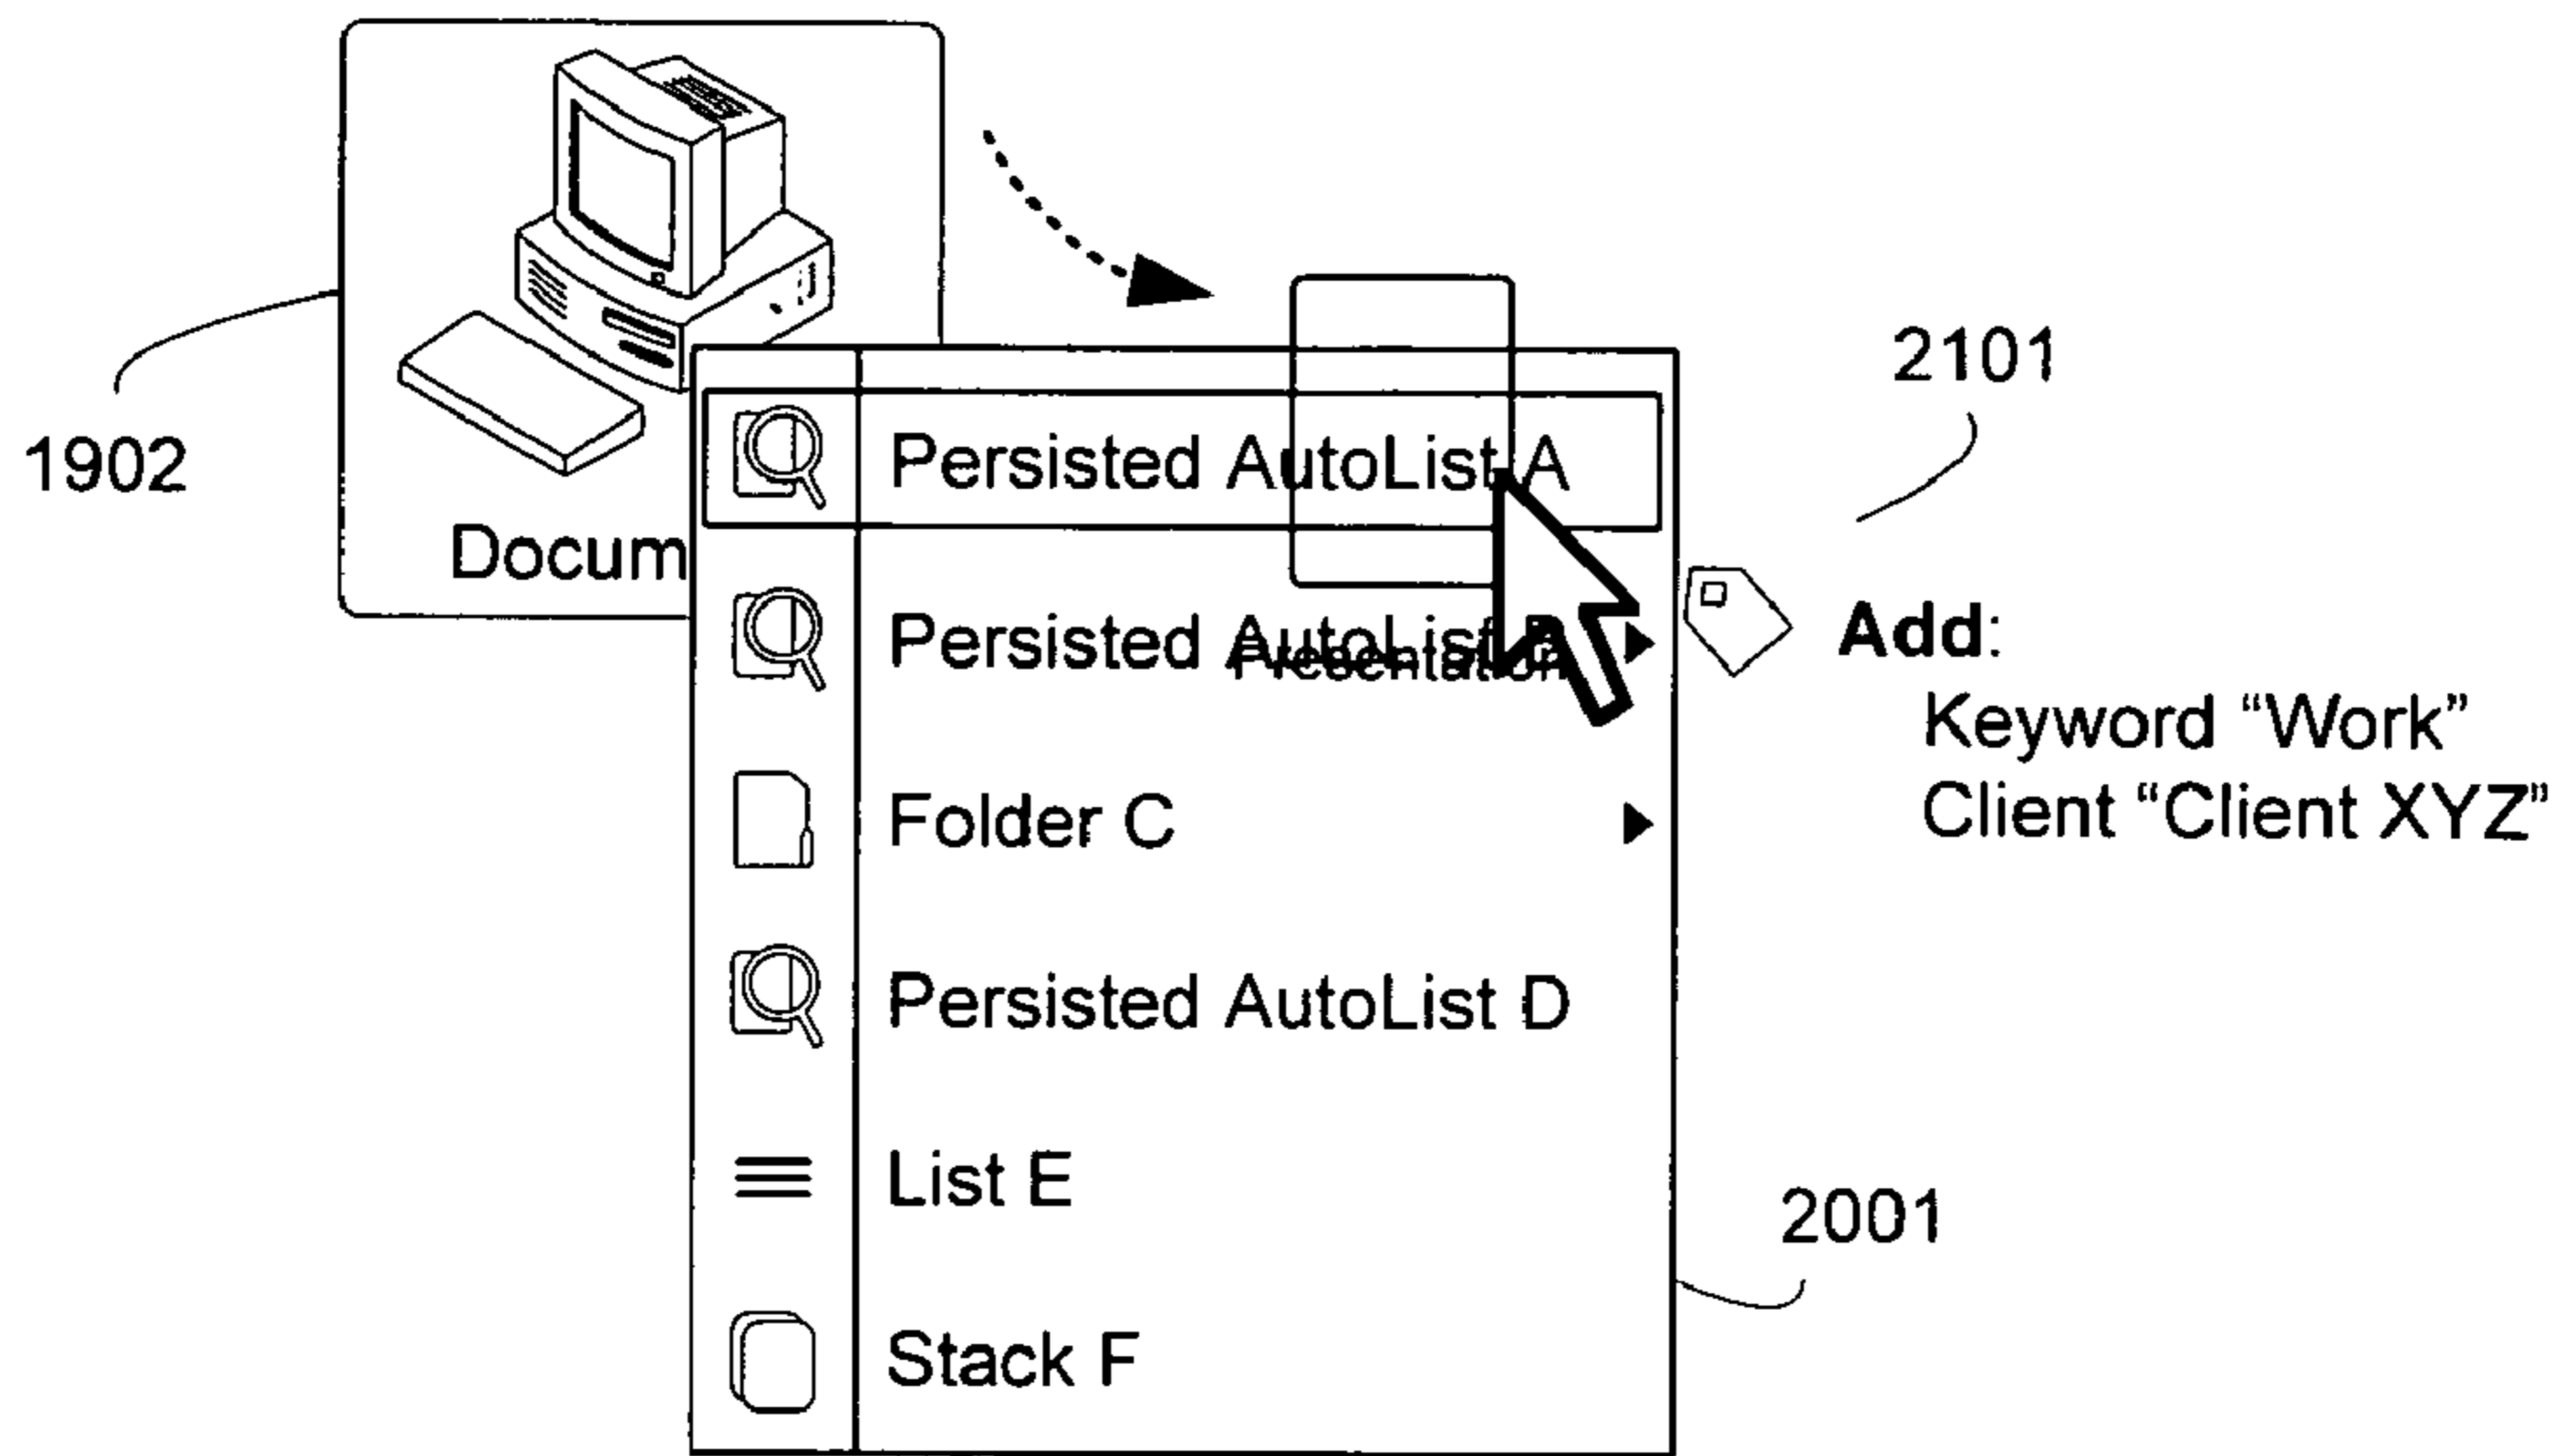 2101
Persisted AutoList A
1902
Docum
Persisted AutoList B
Presentation
Add:
Keyword “Work”
Client “Client XYZ”
Folder C
Persisted AutoList D
List E
2001
Stack F